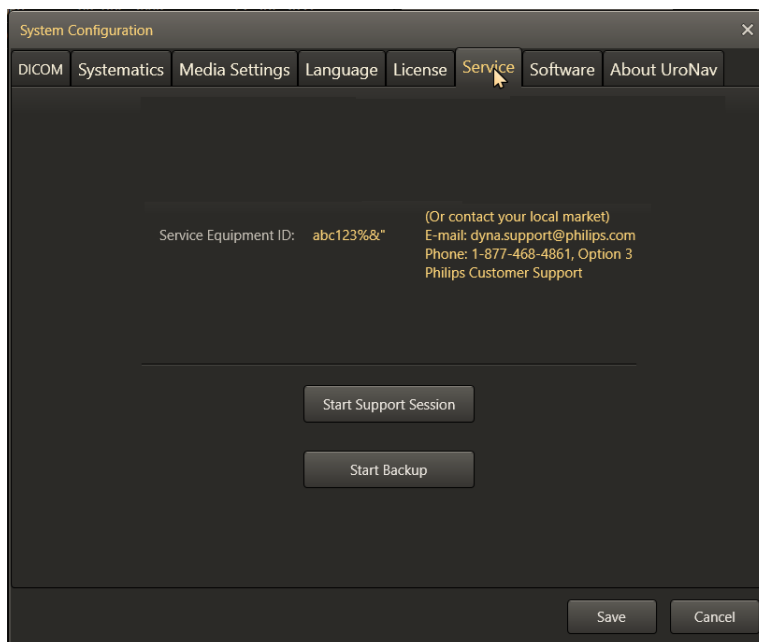 System Configuration
DICOM Systematics Media Settings Language License Service Software About UroNav
(Or contact your local market)
Service Equipment ID: abc123%&" E-mail: dyna.support@philips.com
Phone: 1-877-468-4861, Option 3
Philips Customer Support
Start Support Session
Start Backup
Save Cancel